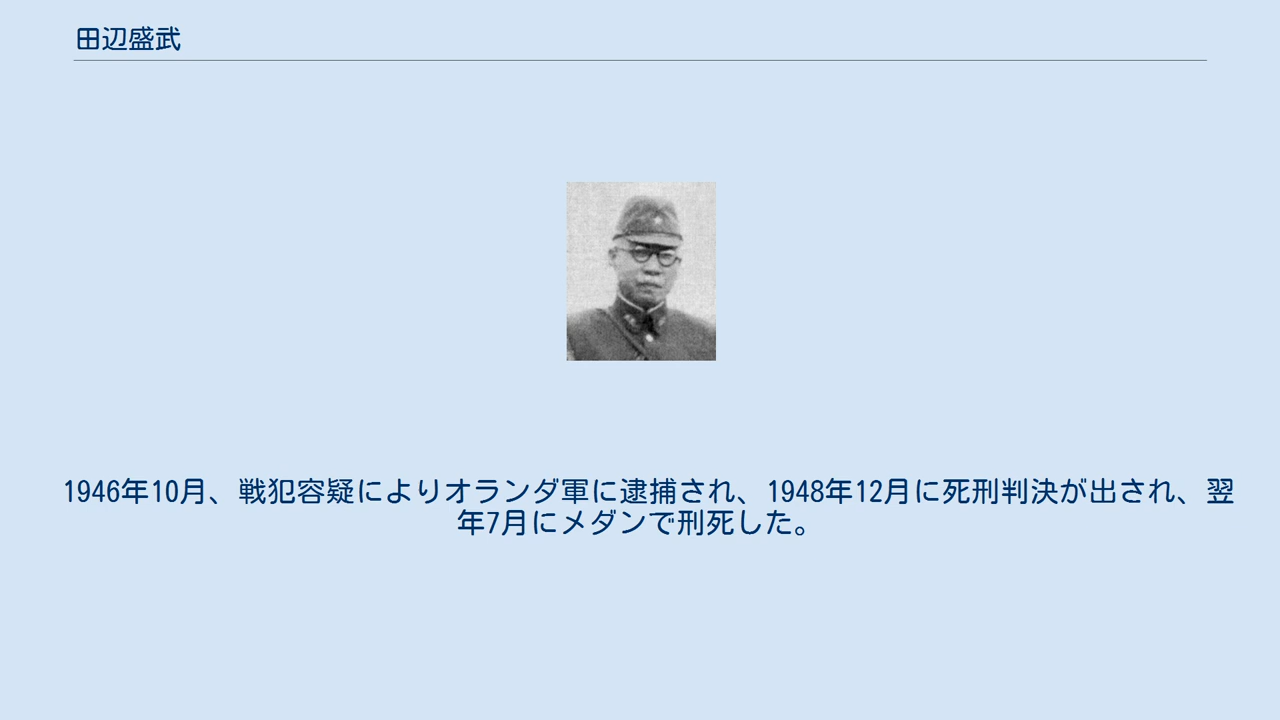 田辺盛武
1946年10月、戦犯容疑によりオランダ軍に逮捕され、1948年12月に死刑判決が出され、翌
年7月にメダンで刑死した。